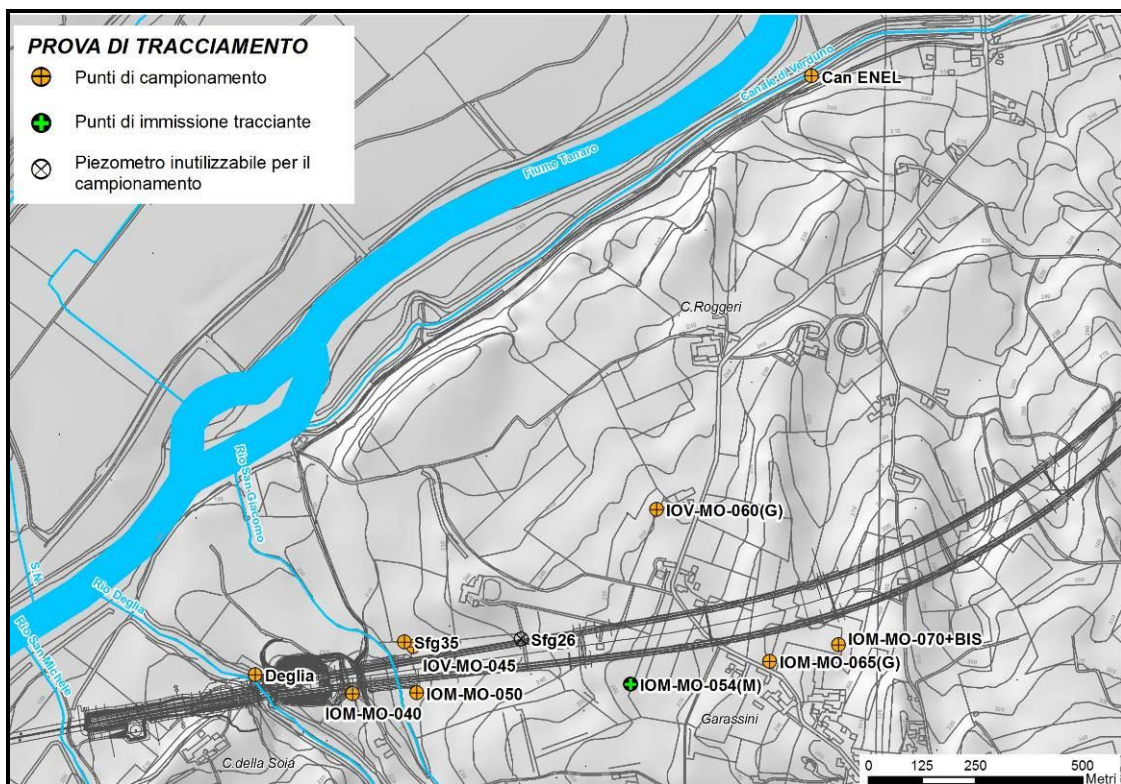 PROVA DI TRACCIAMENTO
Punti di campionamento
Punti di immissione tracciante
Piezometro inutilizzabile per il
campionamento
Can ENEL
Canale di Verduno
Fiume Tanaro
C.Roggeri
Rio San Giacomo
IOV-MO-060(G)
S.N.
Rio Deglia
Rio San Michele
Sfg35
Sfg26
IOV-MO-045
IOM-MO-070+BIS
IOM-MO-065(G)
Deglia
IOM-MO-050
IOM-MO-054(M)
IOM-MO-040
Garassini
C.della Soia
0 125 250 500
Metri